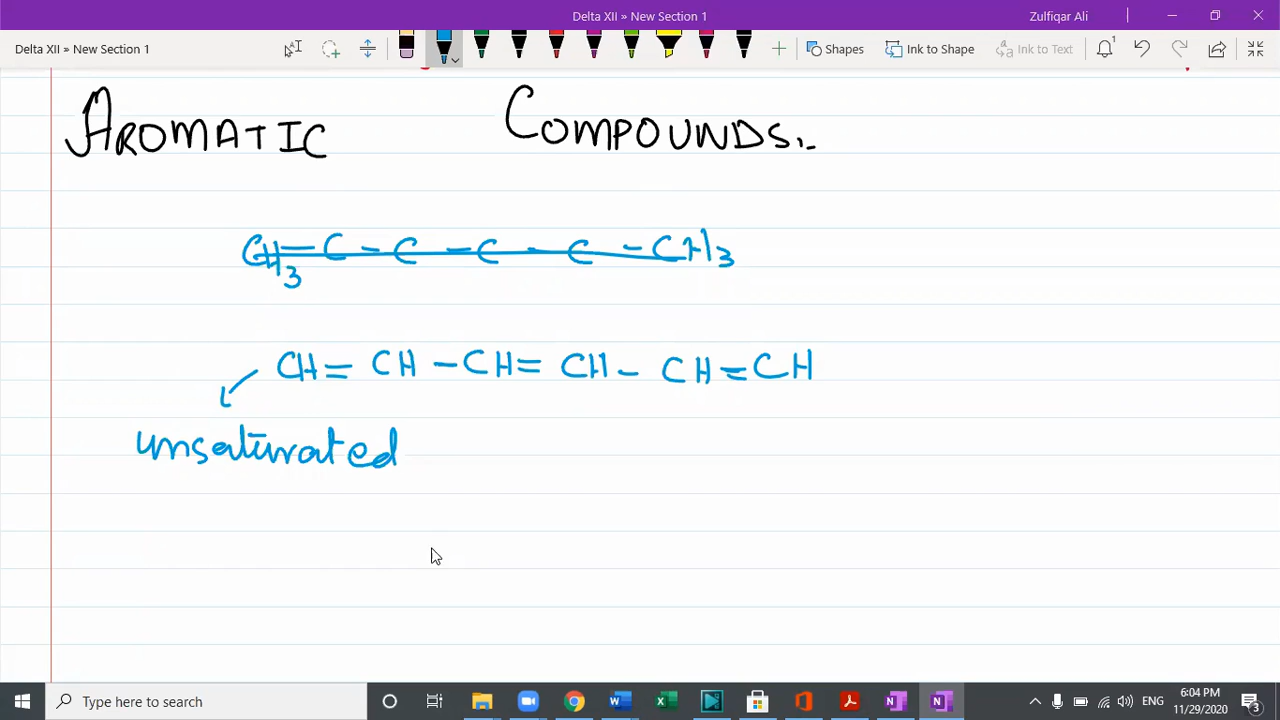 Delta XII » New Section 1
Zulfiqar Ali
Delta XII » New Section 1
Shapes
Ink to Shape
Ink to Text
AROMATIC COMPOUNDS:-
CH3=C-C-C-C-CH3
CH=CH-CH=CH-CH=CH
unsaturated
Type here to search
ENG
6:04 PM
11/29/2020
3